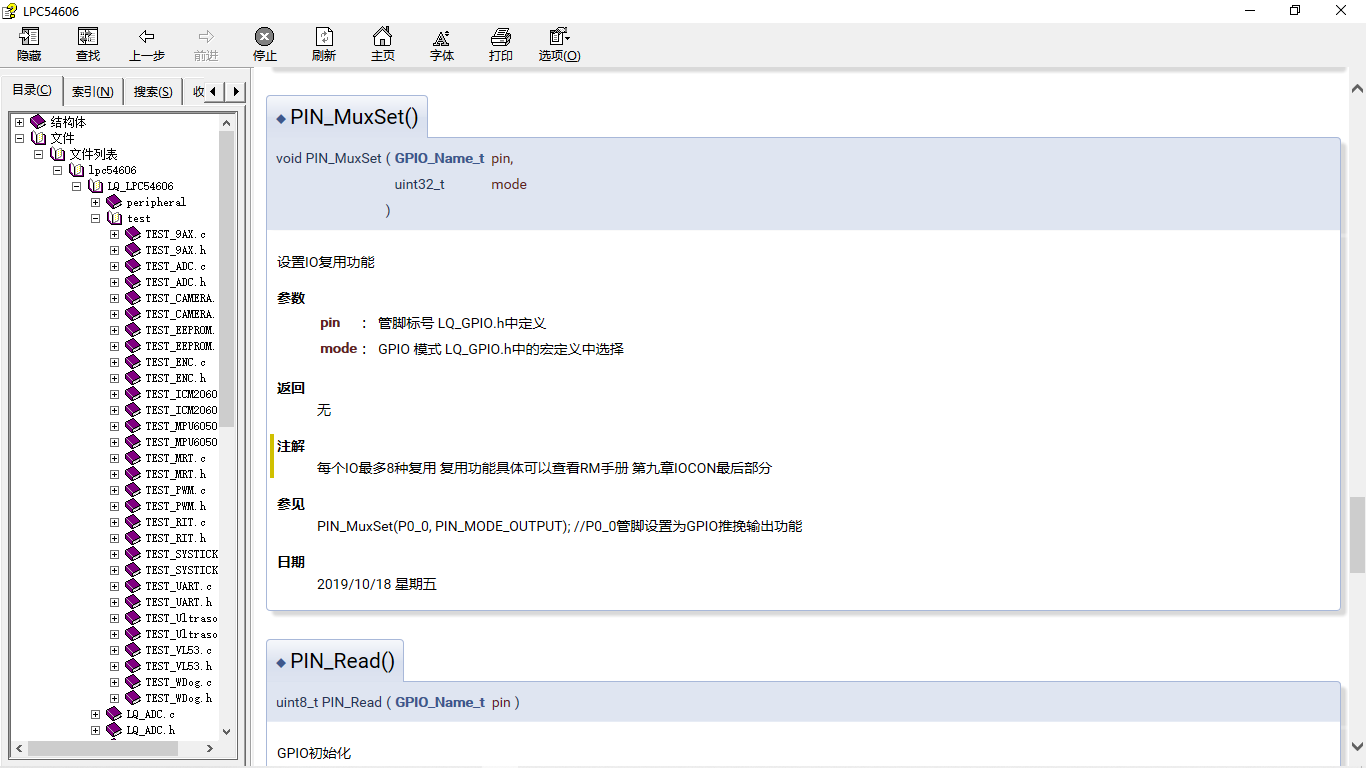 LPC54606
隐藏 查找 上一步 前进 停止 刷新 主页 字体 打印 选项(O)
目录(C) 索引(N) 搜索(S) 收
结构体
文件
文件列表
lpc54606
LQ_LPC54606
peripheral
test
TEST_9AX.c
TEST_9AX.h
TEST_ADC.c
TEST_ADC.h
TEST_CAMERA.
TEST_CAMERA.
TEST_EEPROM.
TEST_EEPROM.
TEST_ENC.c
TEST_ENC.h
TEST_ICM2060
TEST_ICM2060
TEST_MPU6050
TEST_MPU6050
TEST_MRT.c
TEST_MRT.h
TEST_PWM.c
TEST_PWM.h
TEST_RIT.c
TEST_RIT.h
TEST_SYSTICK
TEST_SYSTICK
TEST_UART.c
TEST_UART.h
TEST_Ultraso
TEST_Ultraso
TEST_VL53.c
TEST_VL53.h
TEST_WDog.c
TEST_WDog.h
LQ_ADC.c
LQ_ADC.h
◆ PIN_MuxSet()
void PIN_MuxSet ( GPIO_Name_t pin,
uint32_t mode
)
设置IO复用功能
参数
pin : 管脚标号 LQ_GPIO.h中定义
mode : GPIO 模式 LQ_GPIO.h中的宏定义中选择
返回
无
注解
每个IO最多8种复用 复用功能具体可以查看RM手册 第九章IOCON最后部分
参见
PIN_MuxSet(P0_0, PIN_MODE_OUTPUT); //P0_0管脚设置为GPIO推挽输出功能
日期
2019/10/18 星期五
◆ PIN_Read()
uint8_t PIN_Read ( GPIO_Name_t pin )
GPIO初始化